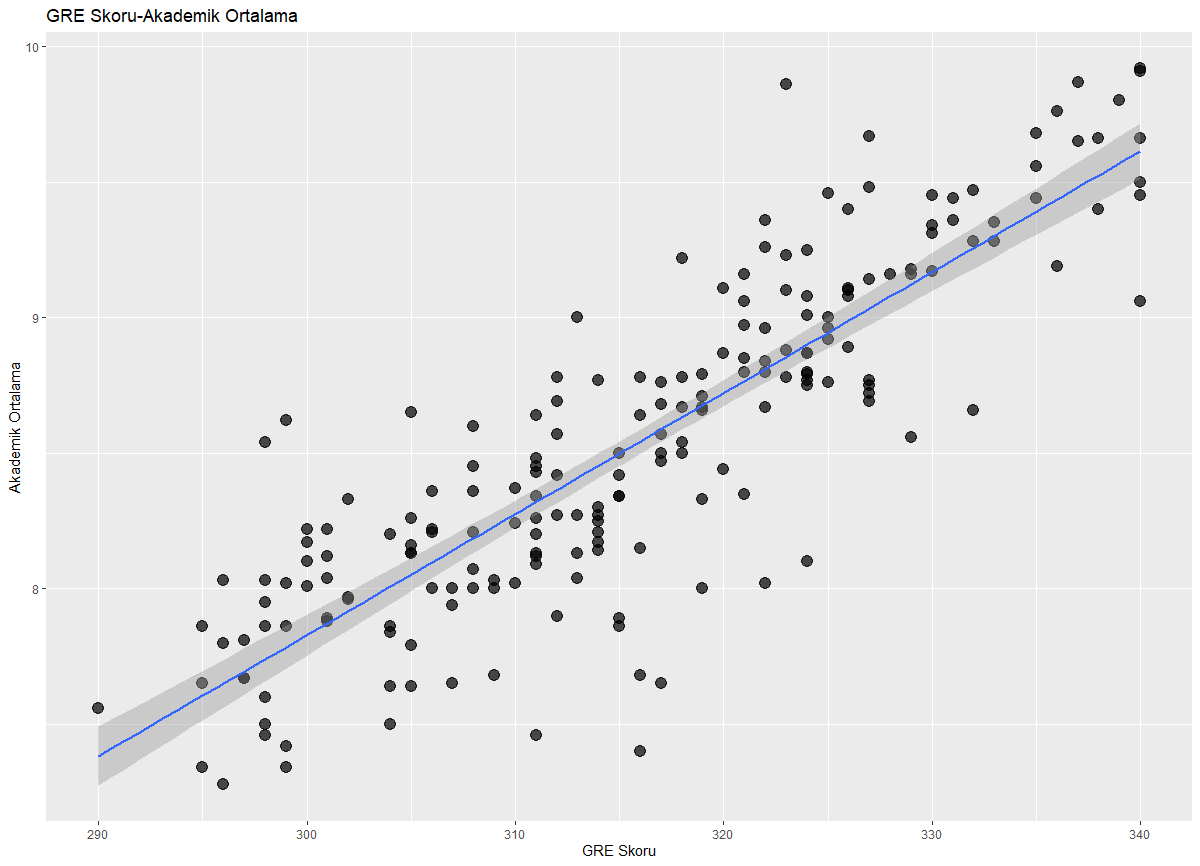 GRE Skoru-Akademik Ortalama
10
9
8
Akademik Ortalama
290 300 310 320 330 340
GRE Skoru